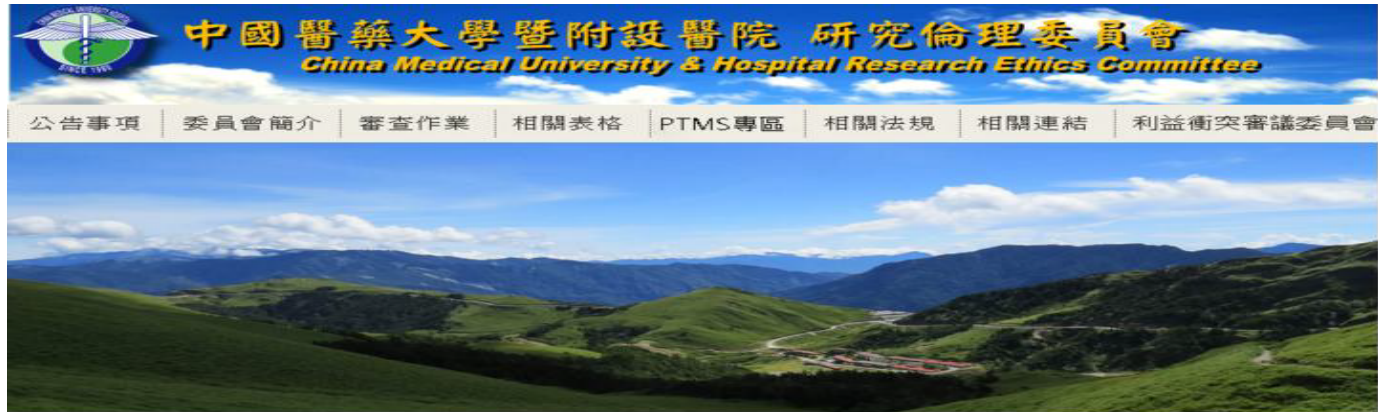 中國醫藥大學暨附設醫院 研究倫理委員會
China Medical University & Hospital Research Ethics Committee
SINCE 1980
公告事項 委員會簡介 審查作業 相關表格 PTMS專區 相關法規 相關連結 利益衝突審議委員會